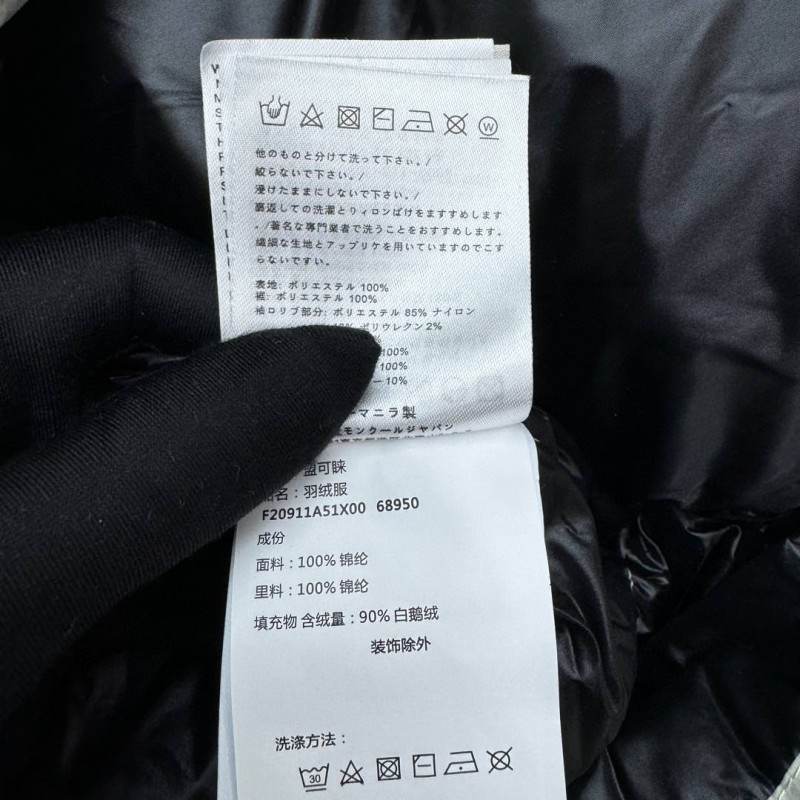 W
他のものと分けて洗って下さい。/
絞らないで下さい。/
浸けたままにしないで下さい。/
裏返しての洗濯とリィロンばけをますすめします
。/著名な専門業者で洗うことをおすすめします。
繊細な生地とアップリケを用いていますのでこす
らないですい。
表地: ポリエステル 100%
裾: ポリエステル 100%
袖口リブ部分: ポリエステル 85% ナイロン
ポリウレクン 2%
100%
100%
ー 10%
マニラ製
モンクールジャパン
盟可睐
名：羽绒服
F20911A51X00 68950
成份
面料：100% 锦纶
里料：100% 锦纶
填充物 含绒量：90% 白鹅绒
装饰除外
洗涤方法：
30